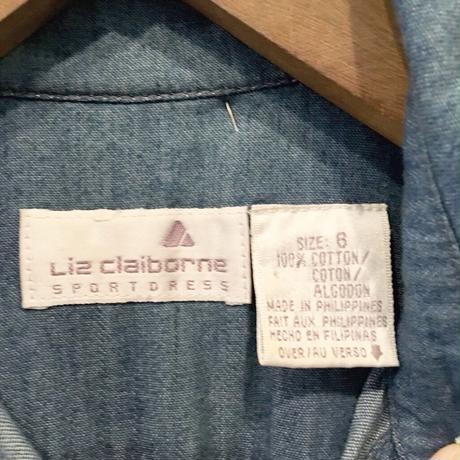 Liz claiborne
SPORTDRESS
SIZE: 6
100% COTTON/
COTON/
ALGODON
MADE IN PHILIPPINES
FAIT AUX PHILIPPINES
HECHO EN FILIPINAS
OVER/AU VERSO